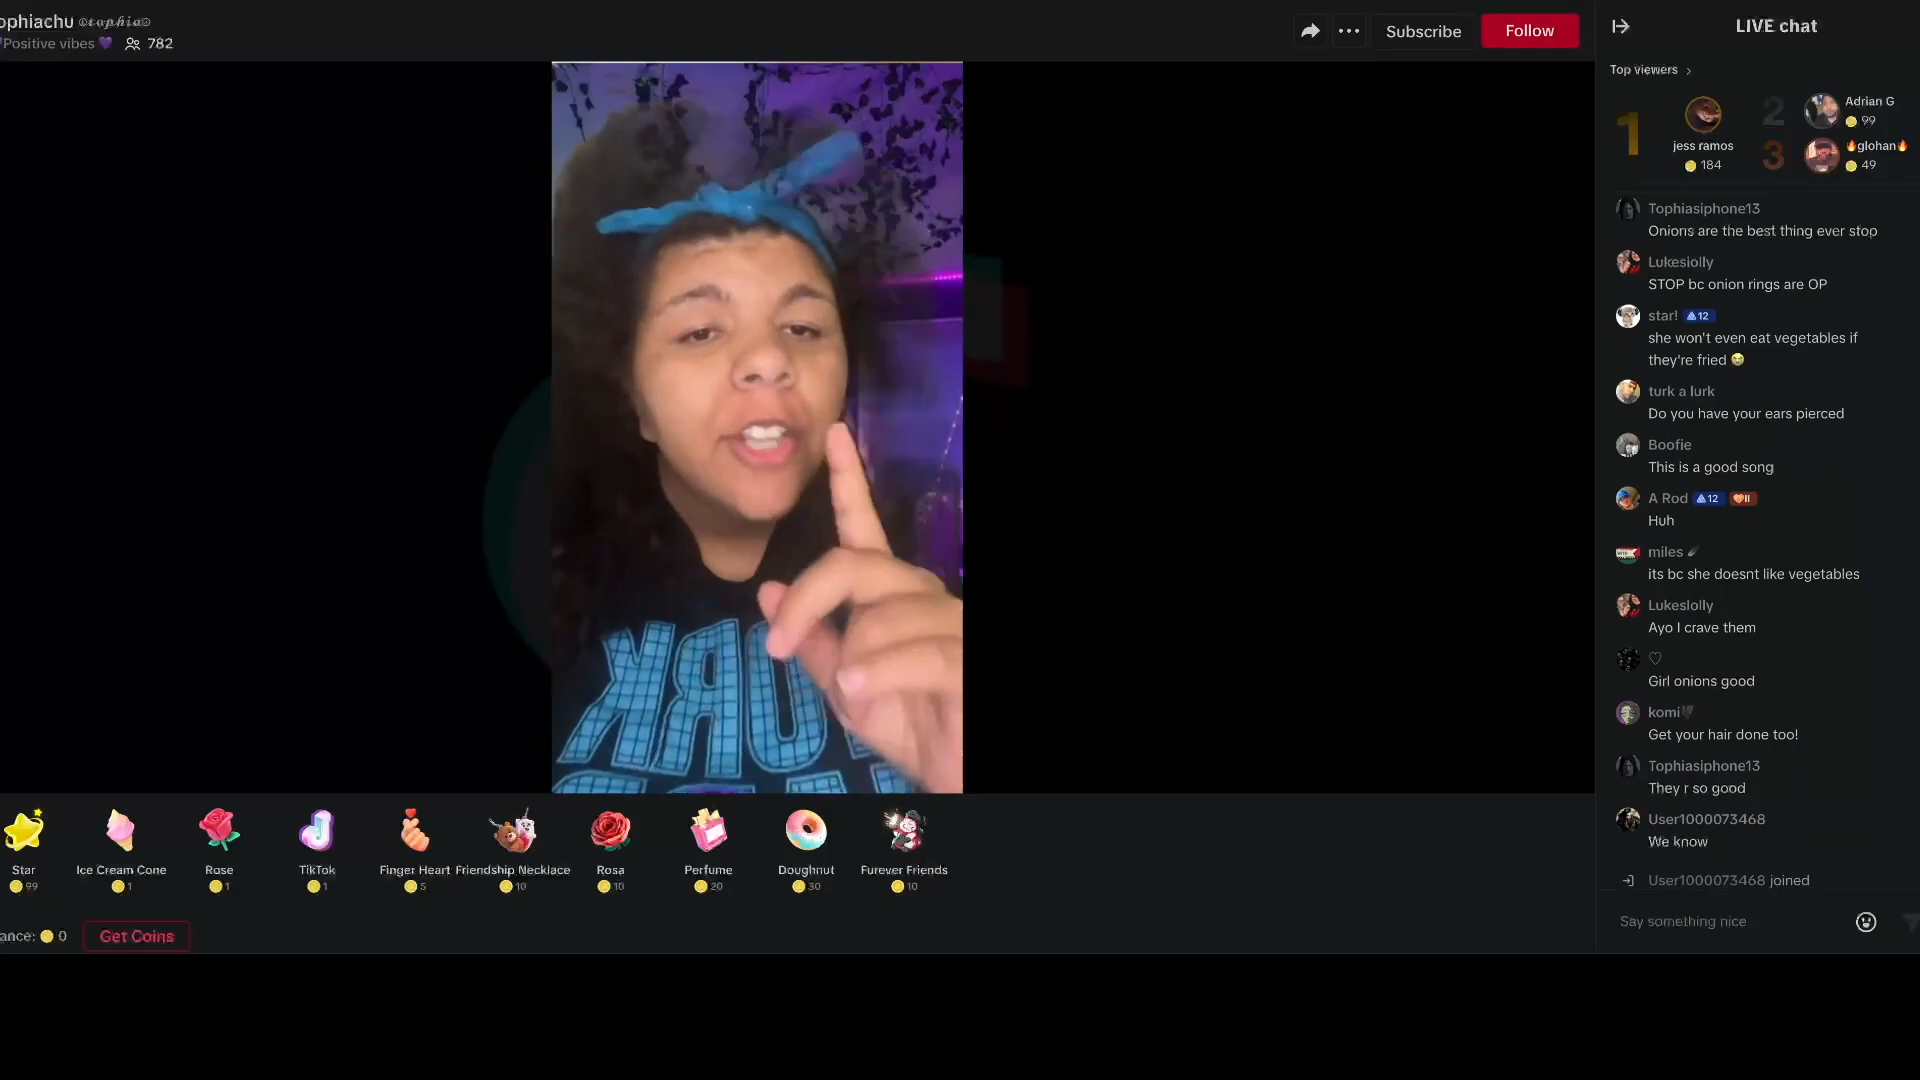 ophiachu @tophia☺
Positive vibes 💜 782
Subscribe
Follow
LIVE chat
Top viewers >
1
jess ramos
184
2
Adrian G
99
3
🔥glohan🔥
49
Tophiasiphone13
Onions are the best thing ever stop
Lukeslolly
STOP bc onion rings are OP
star! 12
she won't even eat vegetables if
they're fried 😭
turk a lurk
Do you have your ears pierced
Boofie
This is a good song
A Rod 12
Huh
miles
its bc she doesnt like vegetables
Lukeslolly
Ayo I crave them
♡
Girl onions good
komi
Get your hair done too!
Tophiasiphone13
They r so good
User1000073468
We know
User1000073468 joined
Say something nice
Star
99
Ice Cream Cone
1
Rose
1
TikTok
1
Finger Heart
5
Friendship Necklace
10
Rosa
10
Perfume
20
Doughnut
30
Furever Friends
10
ance: 0
Get Coins